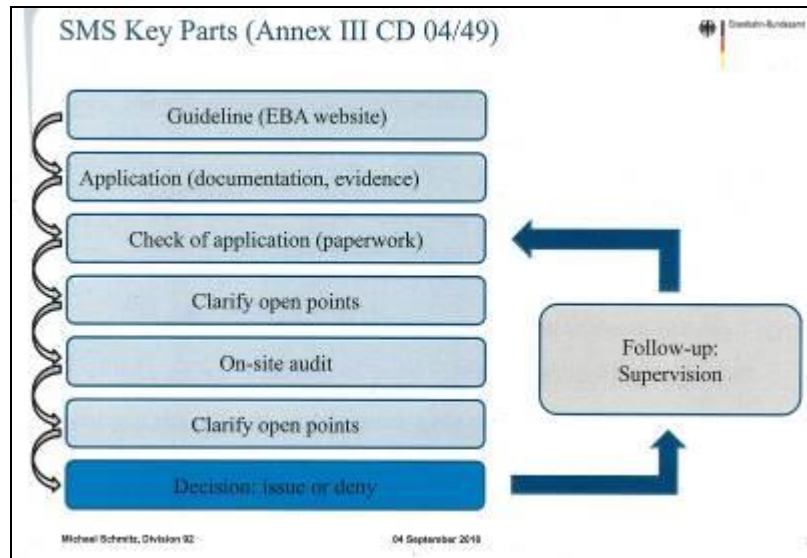 SMS Key Parts (Annex III CD 04/49)
Eisenbahn-Bundesamt
Guideline (EBA website)
Application (documentation, evidence)
Check of application (paperwork)
Clarify open points
On-site audit
Clarify open points
Decision: issue or deny
Follow-up:
Supervision
Michael Schmitz, Division 92
04 September 2018